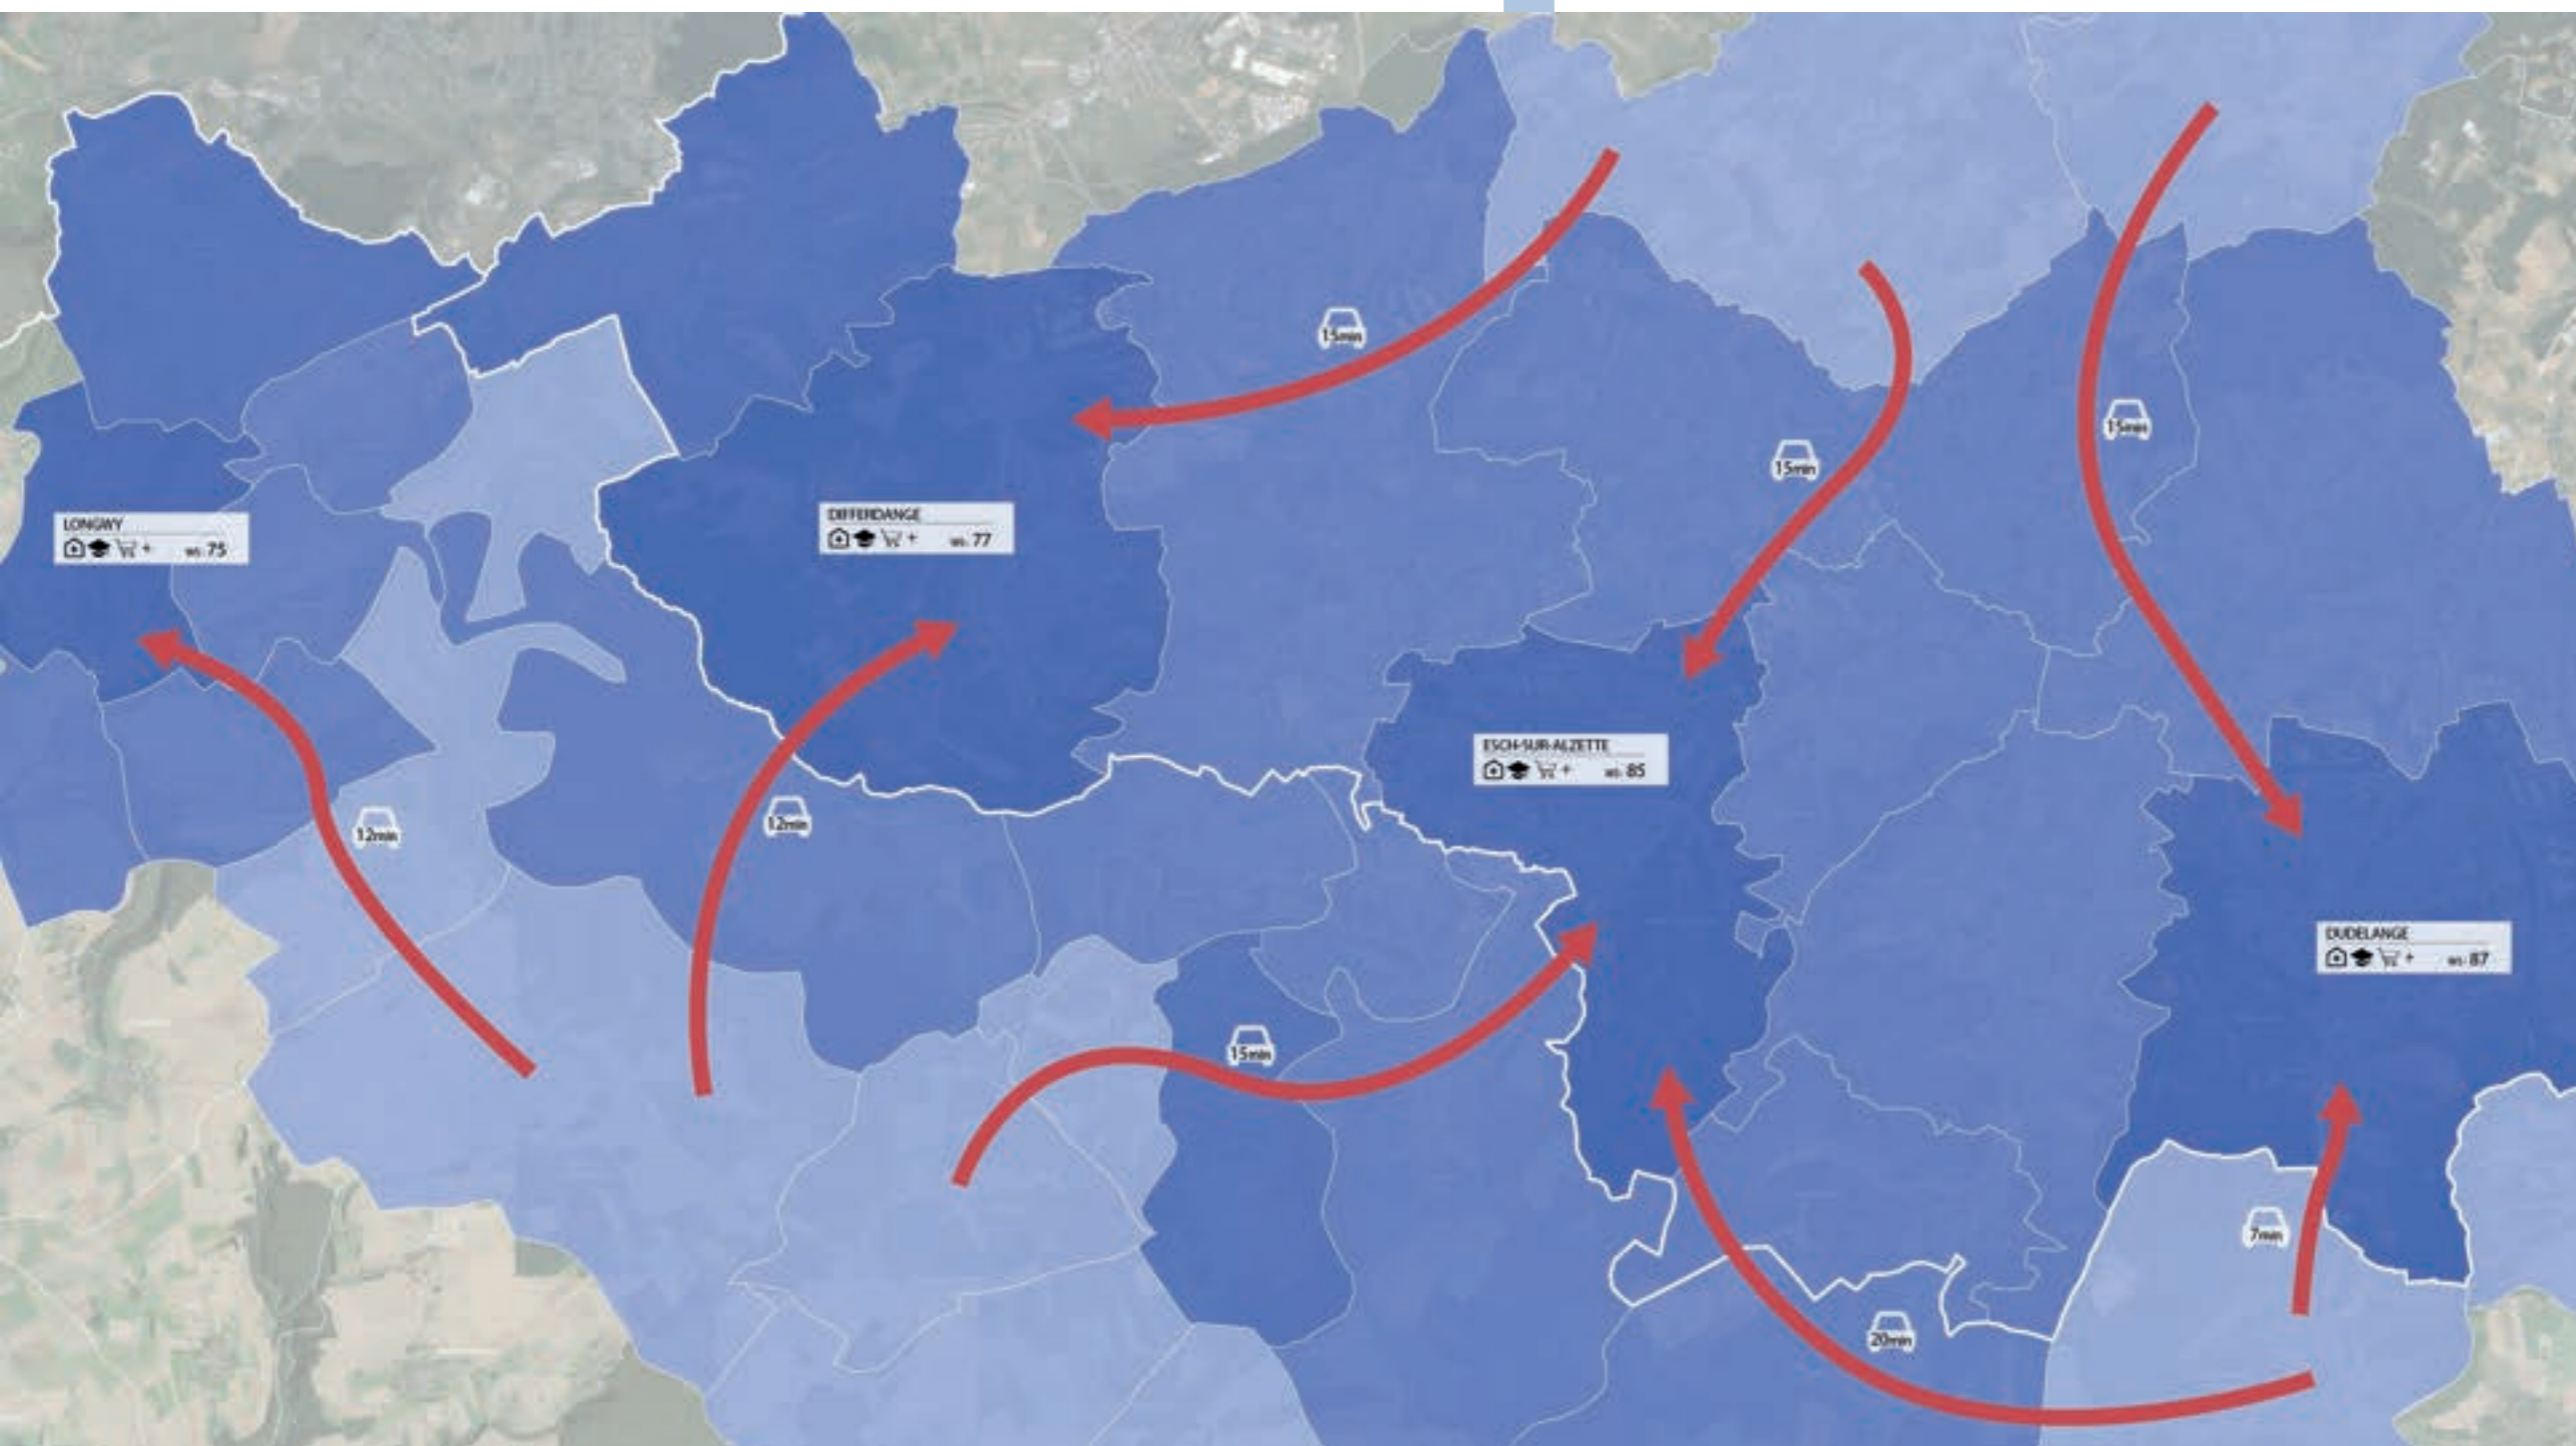 15min
15min
15min
LONGWY
+ WS: 75
DIFFERDANGE
+ WS: 77
ESCH-SUR-ALZETTE
+ WS: 85
12min
12min
DUDELANGE
+ WS: 87
15min
7min
20min